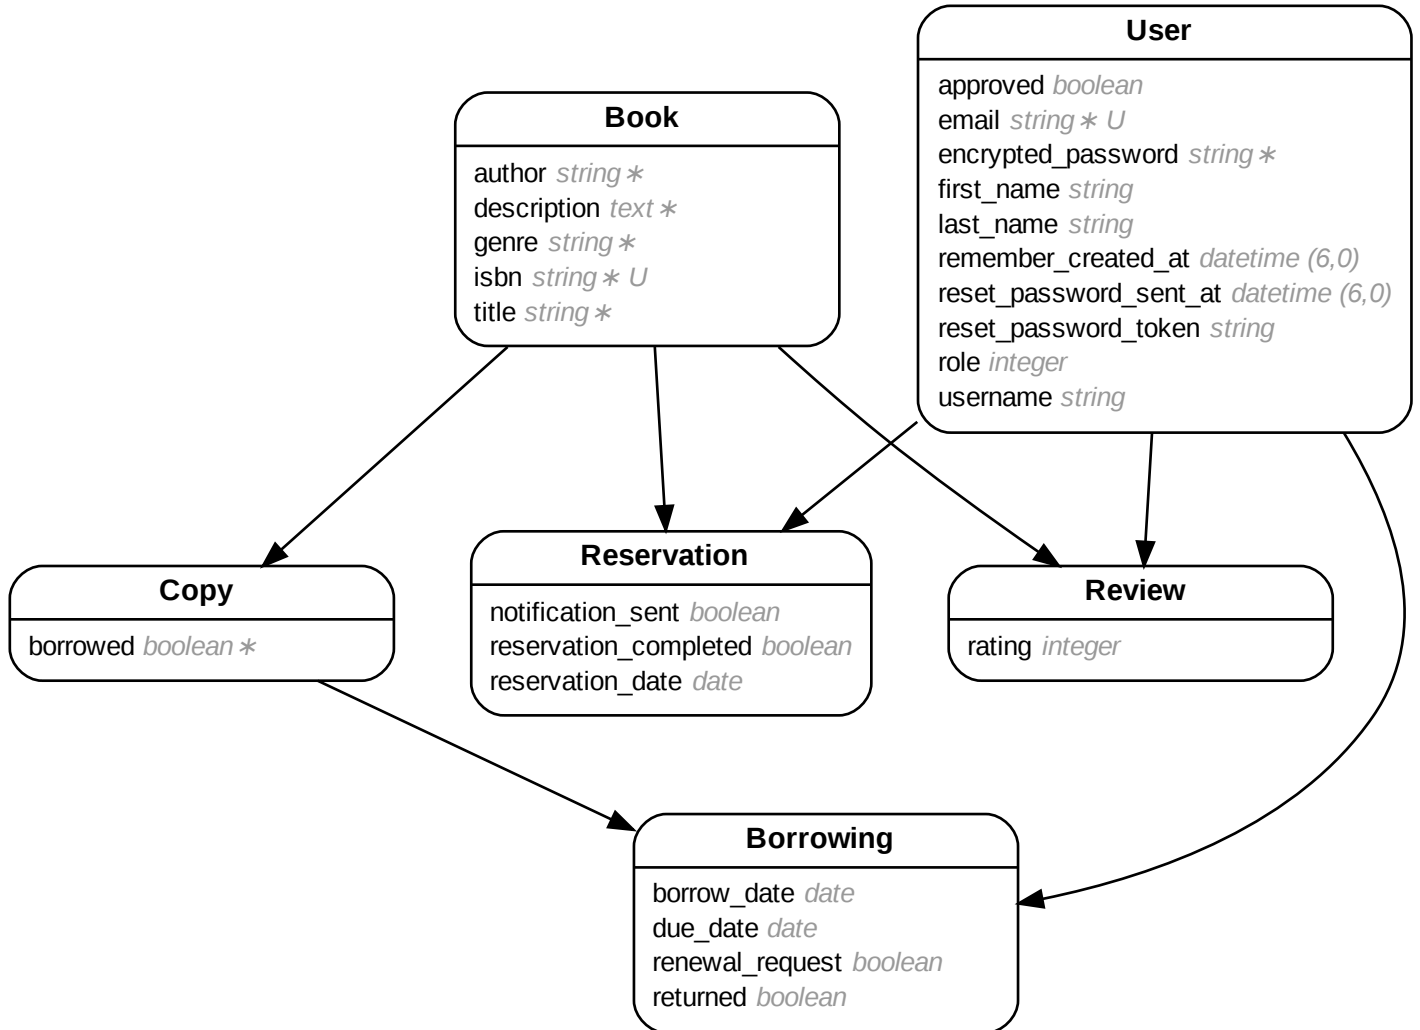 User
approved boolean
email string ∗ U
encrypted_password string ∗
first_name string
last_name string
remember_created_at datetime (6,0)
reset_password_sent_at datetime (6,0)
reset_password_token string
role integer
username string
Book
author string ∗
description text ∗
genre string ∗
isbn string ∗ U
title string ∗
Copy
borrowed boolean ∗
Reservation
notification_sent boolean
reservation_completed boolean
reservation_date date
Review
rating integer
Borrowing
borrow_date date
due_date date
renewal_request boolean
returned boolean